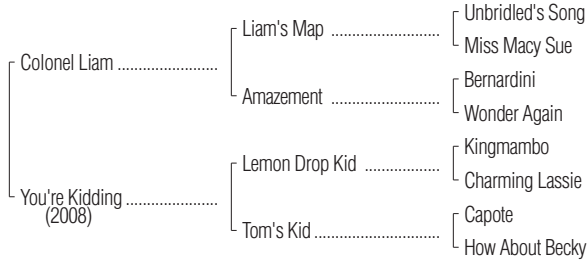 Unbridled's Song
Liam's Map ........................
Miss Macy Sue
Colonel Liam ......................
Bernardini
Amazement ........................
Wonder Again
Kingmambo
Lemon Drop Kid .................
Charming Lassie
You're Kidding .....................
(2008)
Capote
Tom's Kid ............................
How About Becky